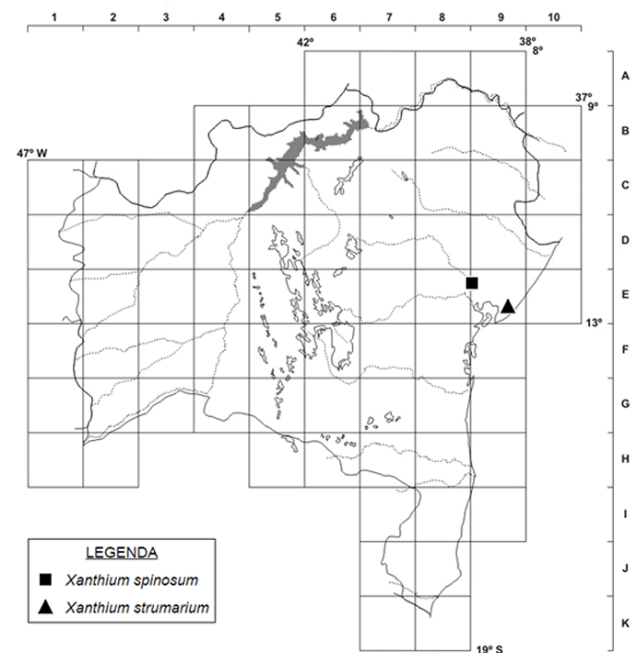 1 2 3 4 5 6 7 8 9 10
42° 38°
8°
A
37°
9°
B
47° W
C
D
E
13°
F
G
H
I
LEGENDA
Xanthium spinosum
J
Xanthium strumarium
K
19° S